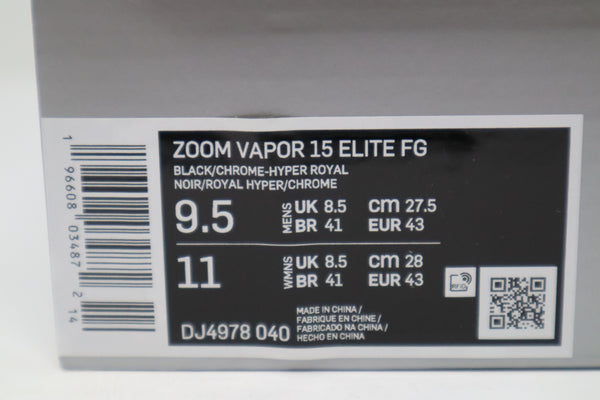 ZOOM VAPOR 15 ELITE FG
BLACK/CHROME-HYPER ROYAL
NOIR/ROYAL HYPER/CHROME
9.5 MENS UK 8.5 CM 27.5
BR 41 EUR 43
11 WMNS UK 8.5 CM 28
BR 41 EUR 43
RFID
DJ4978 040
MADE IN CHINA /
FABRIQUE EN CHINE /
FABRICADO NA CHINA /
HECHO EN CHINA
1 96608 03487 2 14